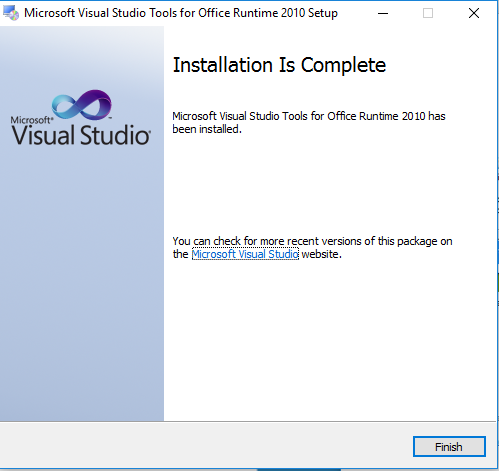 Microsoft Visual Studio Tools for Office Runtime 2010 Setup
Installation Is Complete
Microsoft®
Visual Studio®
Microsoft Visual Studio Tools for Office Runtime 2010 has
been installed.
You can check for more recent versions of this package on
the Microsoft Visual Studio website.
Finish